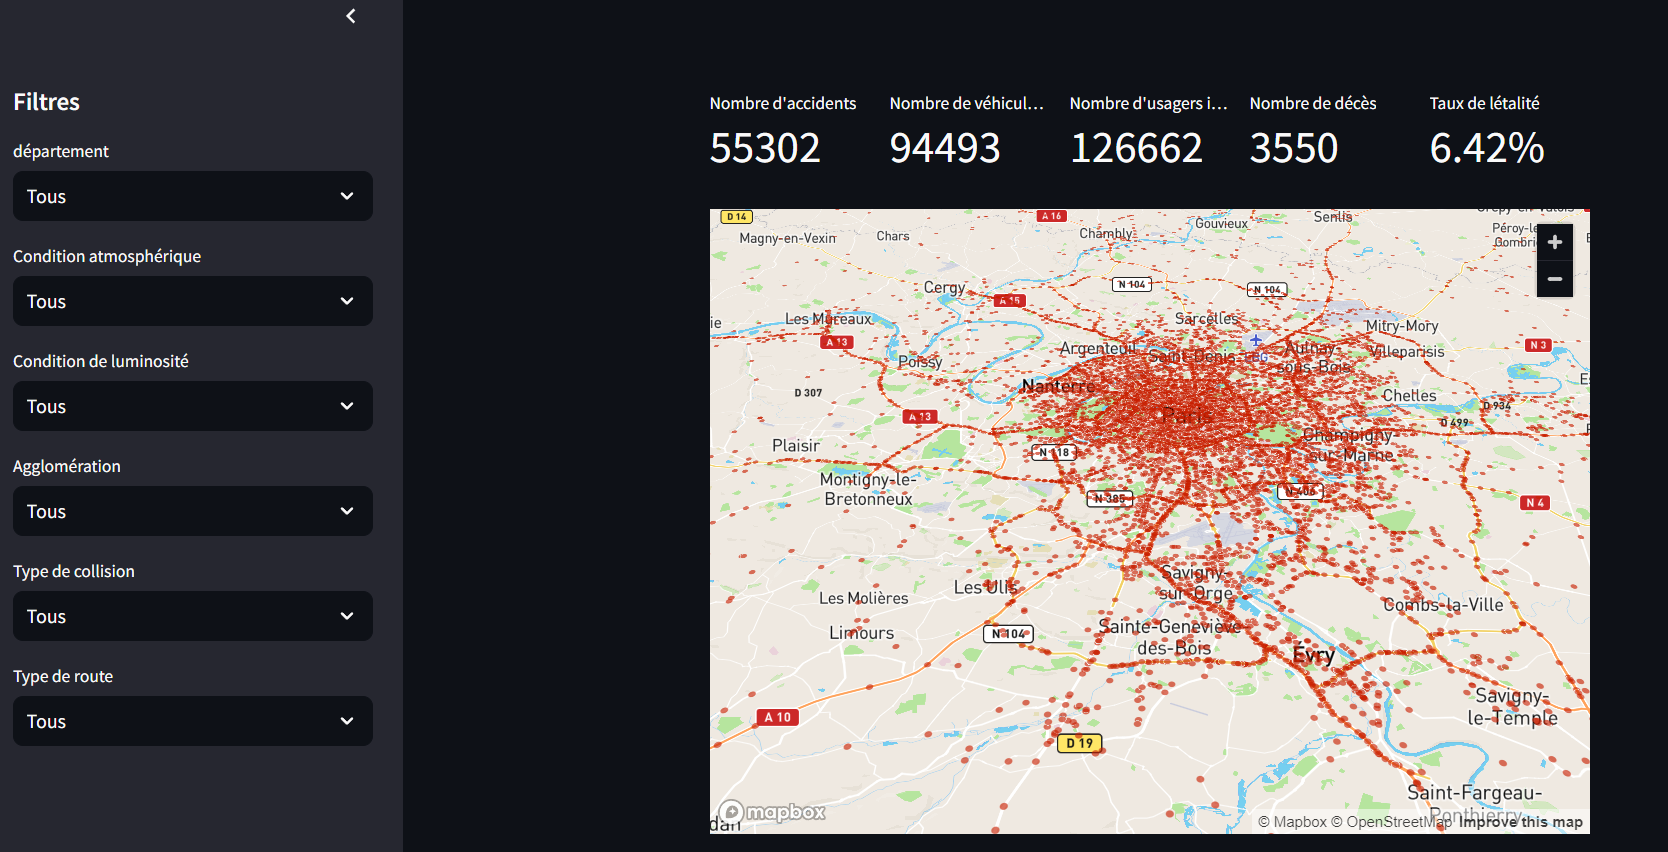 Filtres
département
Tous
Condition atmosphérique
Tous
Condition de luminosité
Tous
Agglomération
Tous
Type de collision
Tous
Type de route
Tous
Nombre d'accidents
55302
Nombre de véhicul...
94493
Nombre d'usagers i...
126662
Nombre de décès
3550
Taux de létalité
6.42%
D 14
A 16
Gouvieux
Senlis
Magny-en-Vexin
Chars
Chambly
Cergy
N 104
N 104
A 15
Les Mureaux
Sarcelles
Mitry-Mory
A 13
Argenteuil
Saint-Denis
Aulnay-
sous-Bois
Villeparisis
N 3
Poissy
Nanterre
D 307
Chelles
D 934
A 13
Paris
D 499
Plaisir
N 118
Champigny-
sur-Marne
Montigny-le-
Bretonneux
N 385
N 406
N 4
Savigny-
sur-Orge
Les Ulis
Les Molières
Combs-la-Ville
Limours
N 104
Sainte-Geneviève-
des-Bois
Évry
Savigny-
le-Temple
A 10
D 19
Saint-Fargeau-
Ponthierry
mapbox
© Mapbox © OpenStreetMap Improve this map